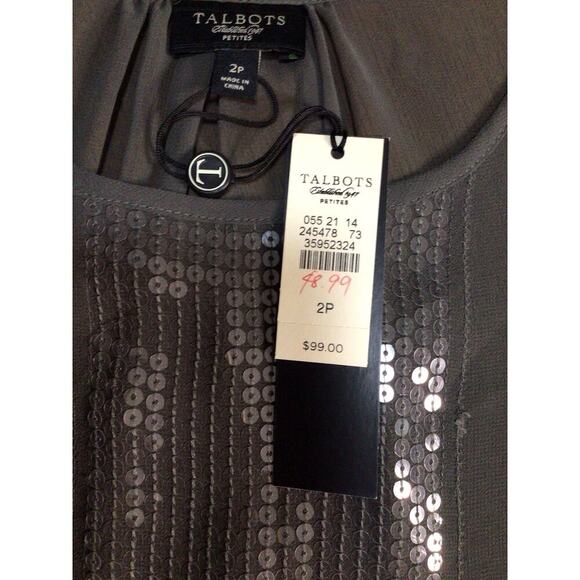 TALBOTS
Established 1947
PETITES
2P
MADE IN
CHINA
T
TALBOTS
Established 1947
PETITES
055 21 14
245478 73
35952324
48.99
2P
$99.00